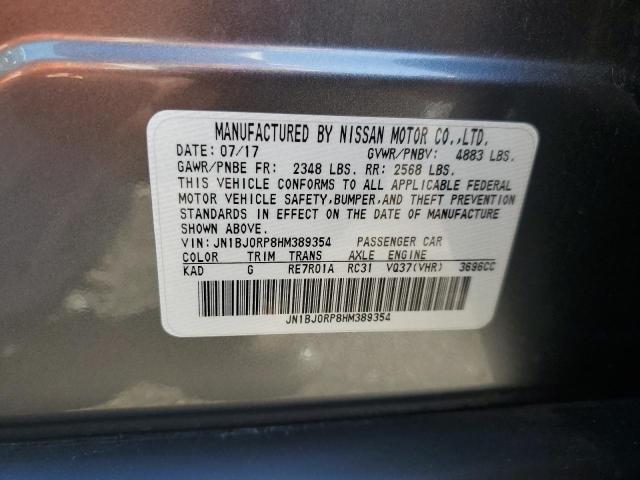 MANUFACTURED BY NISSAN MOTOR CO.,LTD.
DATE: 07/17 GVWR/PNBV: 4883 LBS.
GAWR/PNBE FR: 2348 LBS. RR: 2568 LBS.
THIS VEHICLE CONFORMS TO ALL APPLICABLE FEDERAL
MOTOR VEHICLE SAFETY,BUMPER,AND THEFT PREVENTION
STANDARDS IN EFFECT ON THE DATE OF MANUFACTURE
SHOWN ABOVE.
VIN:JN1BJ0RP8HM389354 PASSENGER CAR
COLOR TRIM TRANS AXLE ENGINE
KAD G RE7R01A RC31 VQ37(VHR) 3696CC
JN1BJ0RP8HM389354